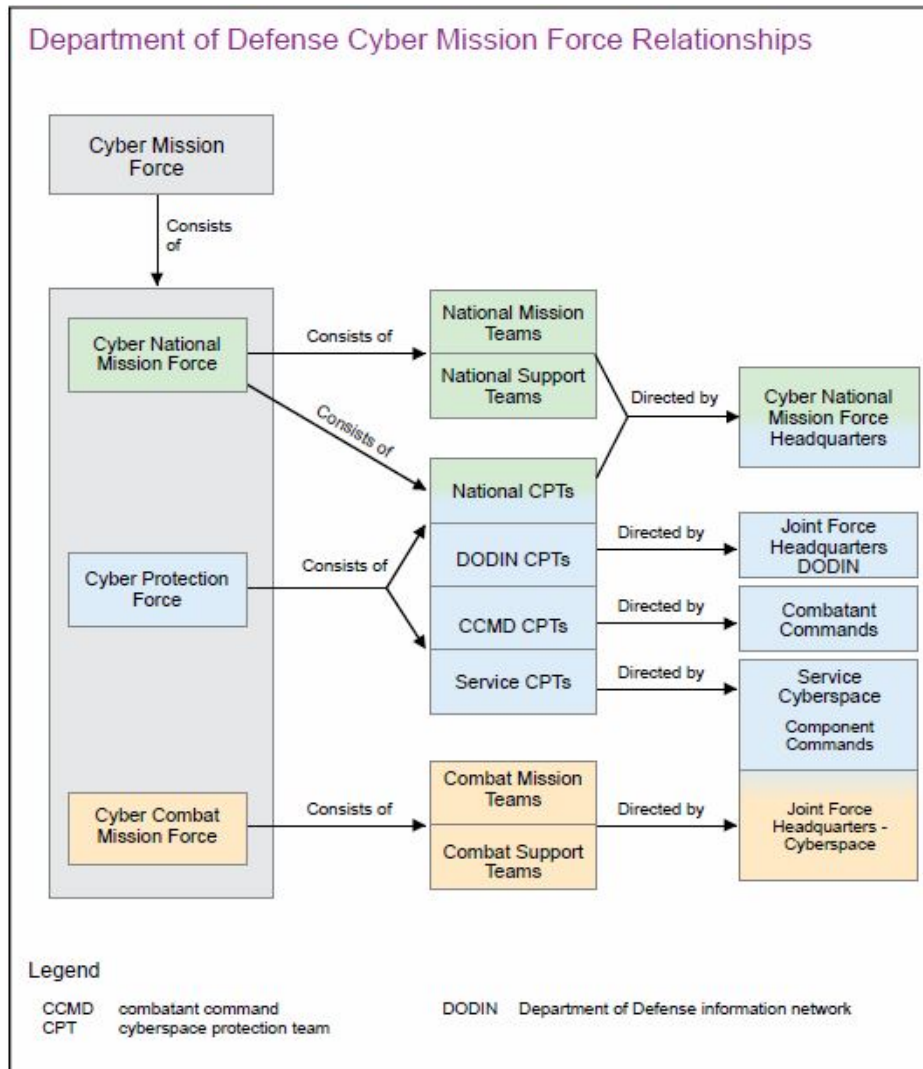 Department of Defense Cyber Mission Force Relationships
Cyber Mission
Force
Consists
of
Cyber National
Mission Force
Consists of
National Mission
Teams
National Support
Teams
Directed by
Cyber National
Mission Force
Headquarters
Consists of
National CPTs
Cyber Protection
Force
Consists of
DODIN CPTs
Directed by
Joint Force
Headquarters
DODIN
CCMD CPTs
Directed by
Combatant
Commands
Service CPTs
Directed by
Service
Cyberspace
Component
Commands
Cyber Combat
Mission Force
Consists of
Combat Mission
Teams
Combat Support
Teams
Directed by
Joint Force
Headquarters -
Cyberspace
Legend
CCMD combatant command
CPT cyberspace protection team
DODIN Department of Defense information network